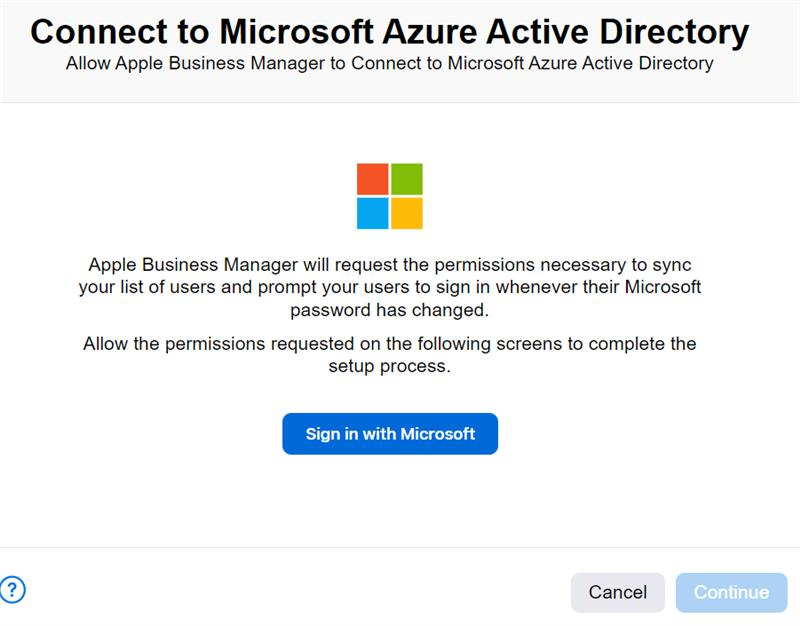 Connect to Microsoft Azure Active Directory
Allow Apple Business Manager to Connect to Microsoft Azure Active Directory
Apple Business Manager will request the permissions necessary to sync
your list of users and prompt your users to sign in whenever their Microsoft
password has changed.
Allow the permissions requested on the following screens to complete the
setup process.
Sign in with Microsoft
?
Cancel
Continue